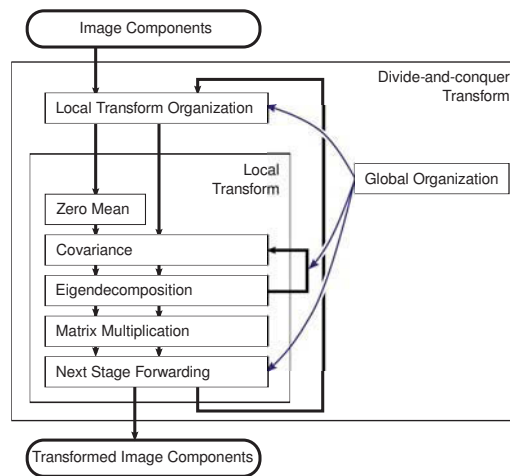 Image Components
Divide-and-conquer
Transform
Local Transform Organization
Local
Transform
Global Organization
Zero Mean
Covariance
Eigendecomposition
Matrix Multiplication
Next Stage Forwarding
Transformed Image Components